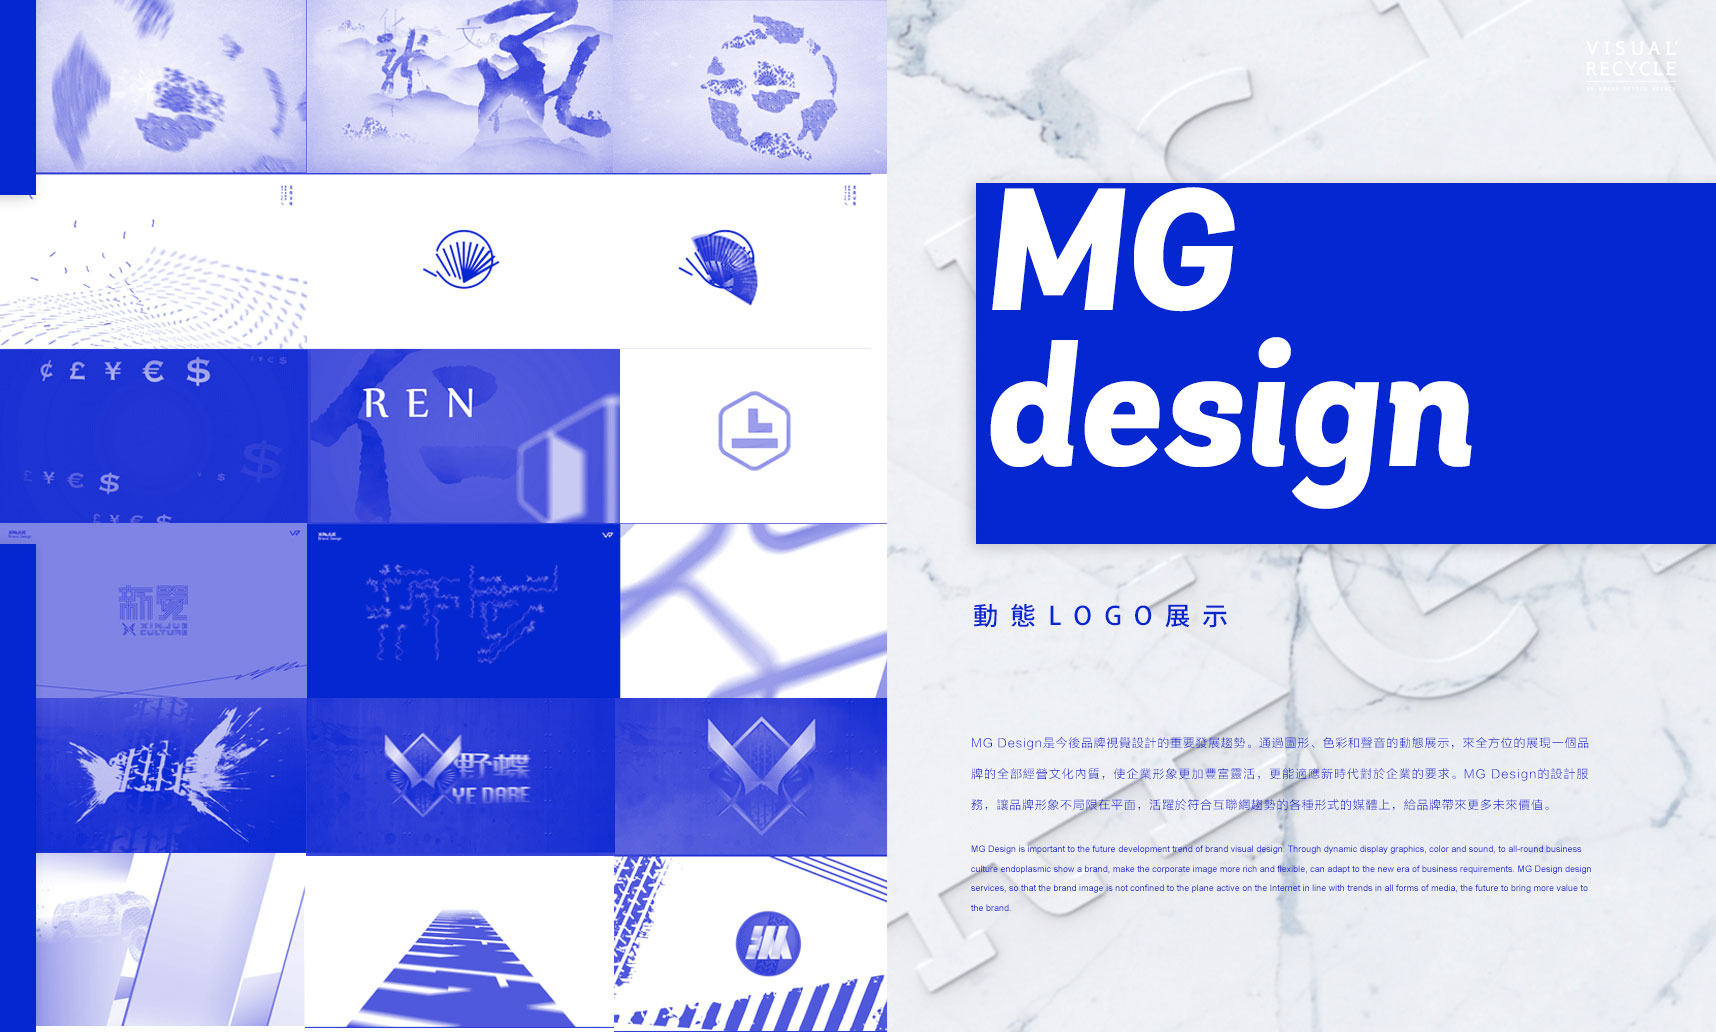 化
文
VISUAL
RECYCLE
MG
design
¢ £ ¥ € $
¥ € $
REN
$
£ ¥ € $
$
£ ¥ € $
XINJUE
Brand Design
XINJUE
Brand Design
新覺
XINJUE
CULTURE
動態LOGO展示
野蝶
YE DARE
MG Design是今後品牌視覺設計的重要發展趨勢。通過圖形、色彩和聲音的動態展示，來全方位的展現一個品
牌的全部經營文化內質，使企業形象更加豐富靈活，更能適應新時代對於企業的要求。MG Design的設計服
務，讓品牌形象不局限在平面，活躍於符合互聯網趨勢的各種形式的媒體上，給品牌帶來更多未來價值。
MG Design is important to the future development trend of brand visual design. Through dynamic display graphics, color and sound, to all-round business
culture endoplasmic show a brand, make the corporate image more rich and flexible, can adapt to the new era of business requirements. MG Design design
services, so that the brand image is not confined to the plane active on the Internet in line with trends in all forms of media, the future to bring more value to
the brand.